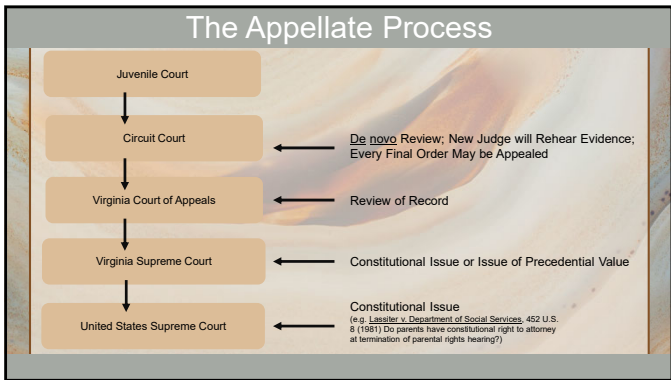 The Appellate Process
Juvenile Court
Circuit Court
De novo Review; New Judge will Rehear Evidence;
Every Final Order May be Appealed
Virginia Court of Appeals
Review of Record
Virginia Supreme Court
Constitutional Issue or Issue of Precedential Value
United States Supreme Court
Constitutional Issue
(e.g. Lassiter v. Department of Social Services, 452 U.S.
8 (1981) Do parents have constitutional right to attorney
at termination of parental rights hearing?)